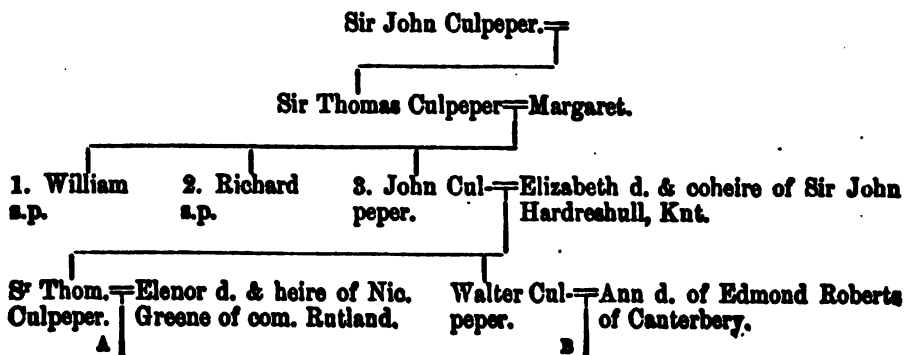 Sir John Culpeper.
Sir Thomas Culpeper Margaret.
1. William 2. Richard 3. John Cul- Elizabeth d. & coheire of Sir John
s.p. s.p. peper. Hardreshull, Knt.
Sr Thom. Elenor d. & heire of Nic. Walter Cul- Ann d. of Edmond Roberts
Culpeper. Greene of com. Rutland. peper. of Canterbery.
A B